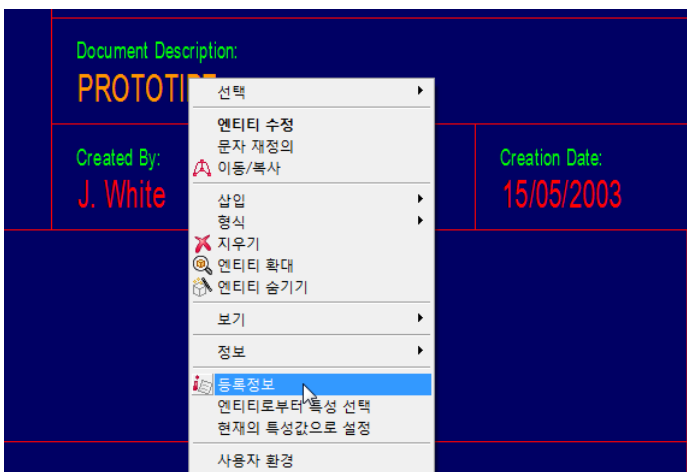 Document Description:
선택
엔티티 수정
문자 재정의
이동/복사
Created By:
J. White
Creation Date:
15/05/2003
삽입
형식
지우기
엔티티 확대
엔티티 숨기기
보기
정보
등록정보
엔티티로부터 특성 선택
현재의 특성값으로 설정
사용자 환경